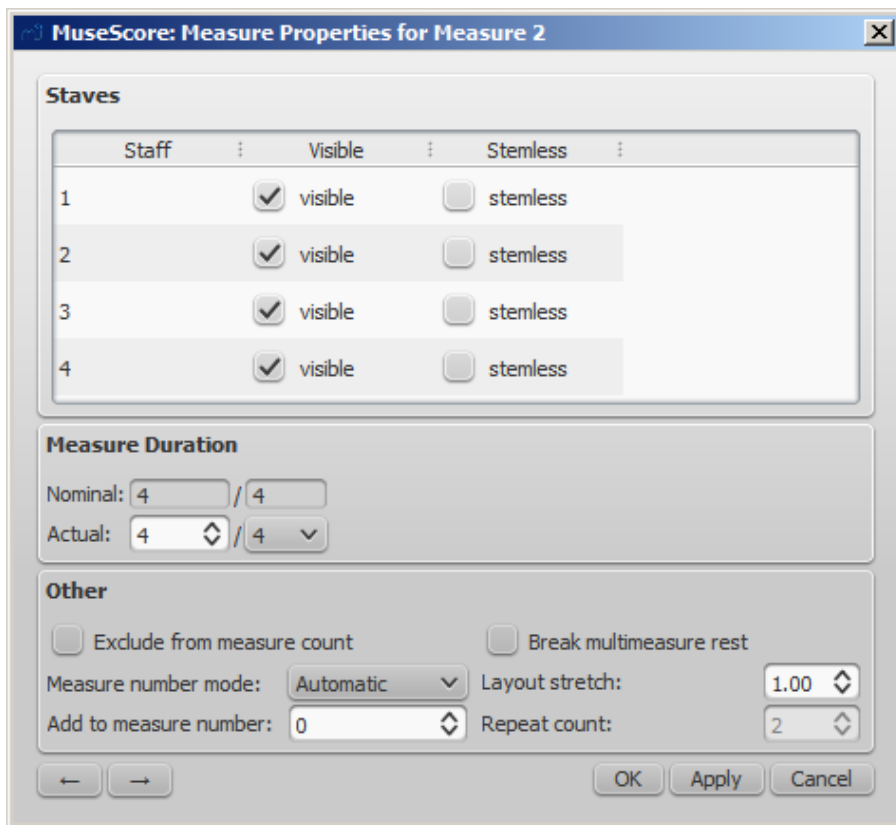 MuseScore: Measure Properties for Measure 2
Staves
Staff Visible Stemless
1 visible stemless
2 visible stemless
3 visible stemless
4 visible stemless
Measure Duration
Nominal: 4 / 4
Actual: 4 / 4
Other
Exclude from measure count Break multimeasure rest
Measure number mode: Automatic Layout stretch: 1.00
Add to measure number: 0 Repeat count: 2
← → OK Apply Cancel